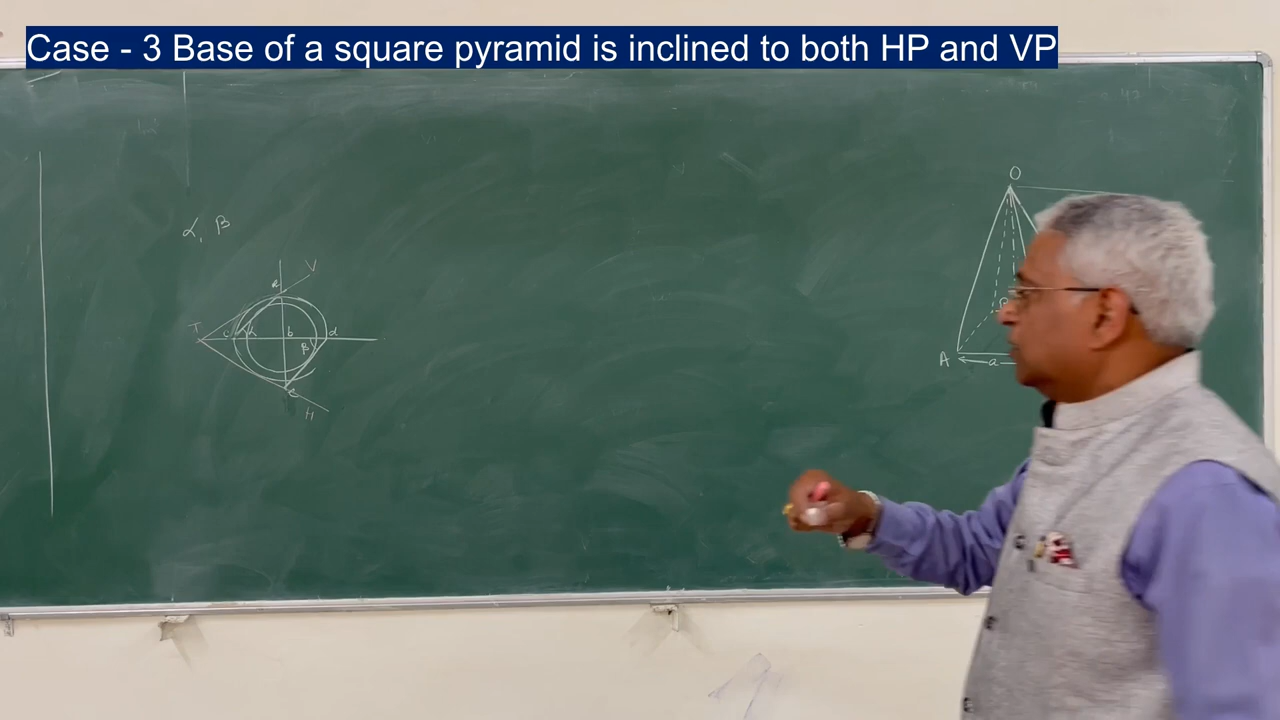 Case - 3 Base of a square pyramid is inclined to both HP and VP
O
α, β
V
a
T c α b d
β
A a
e
H